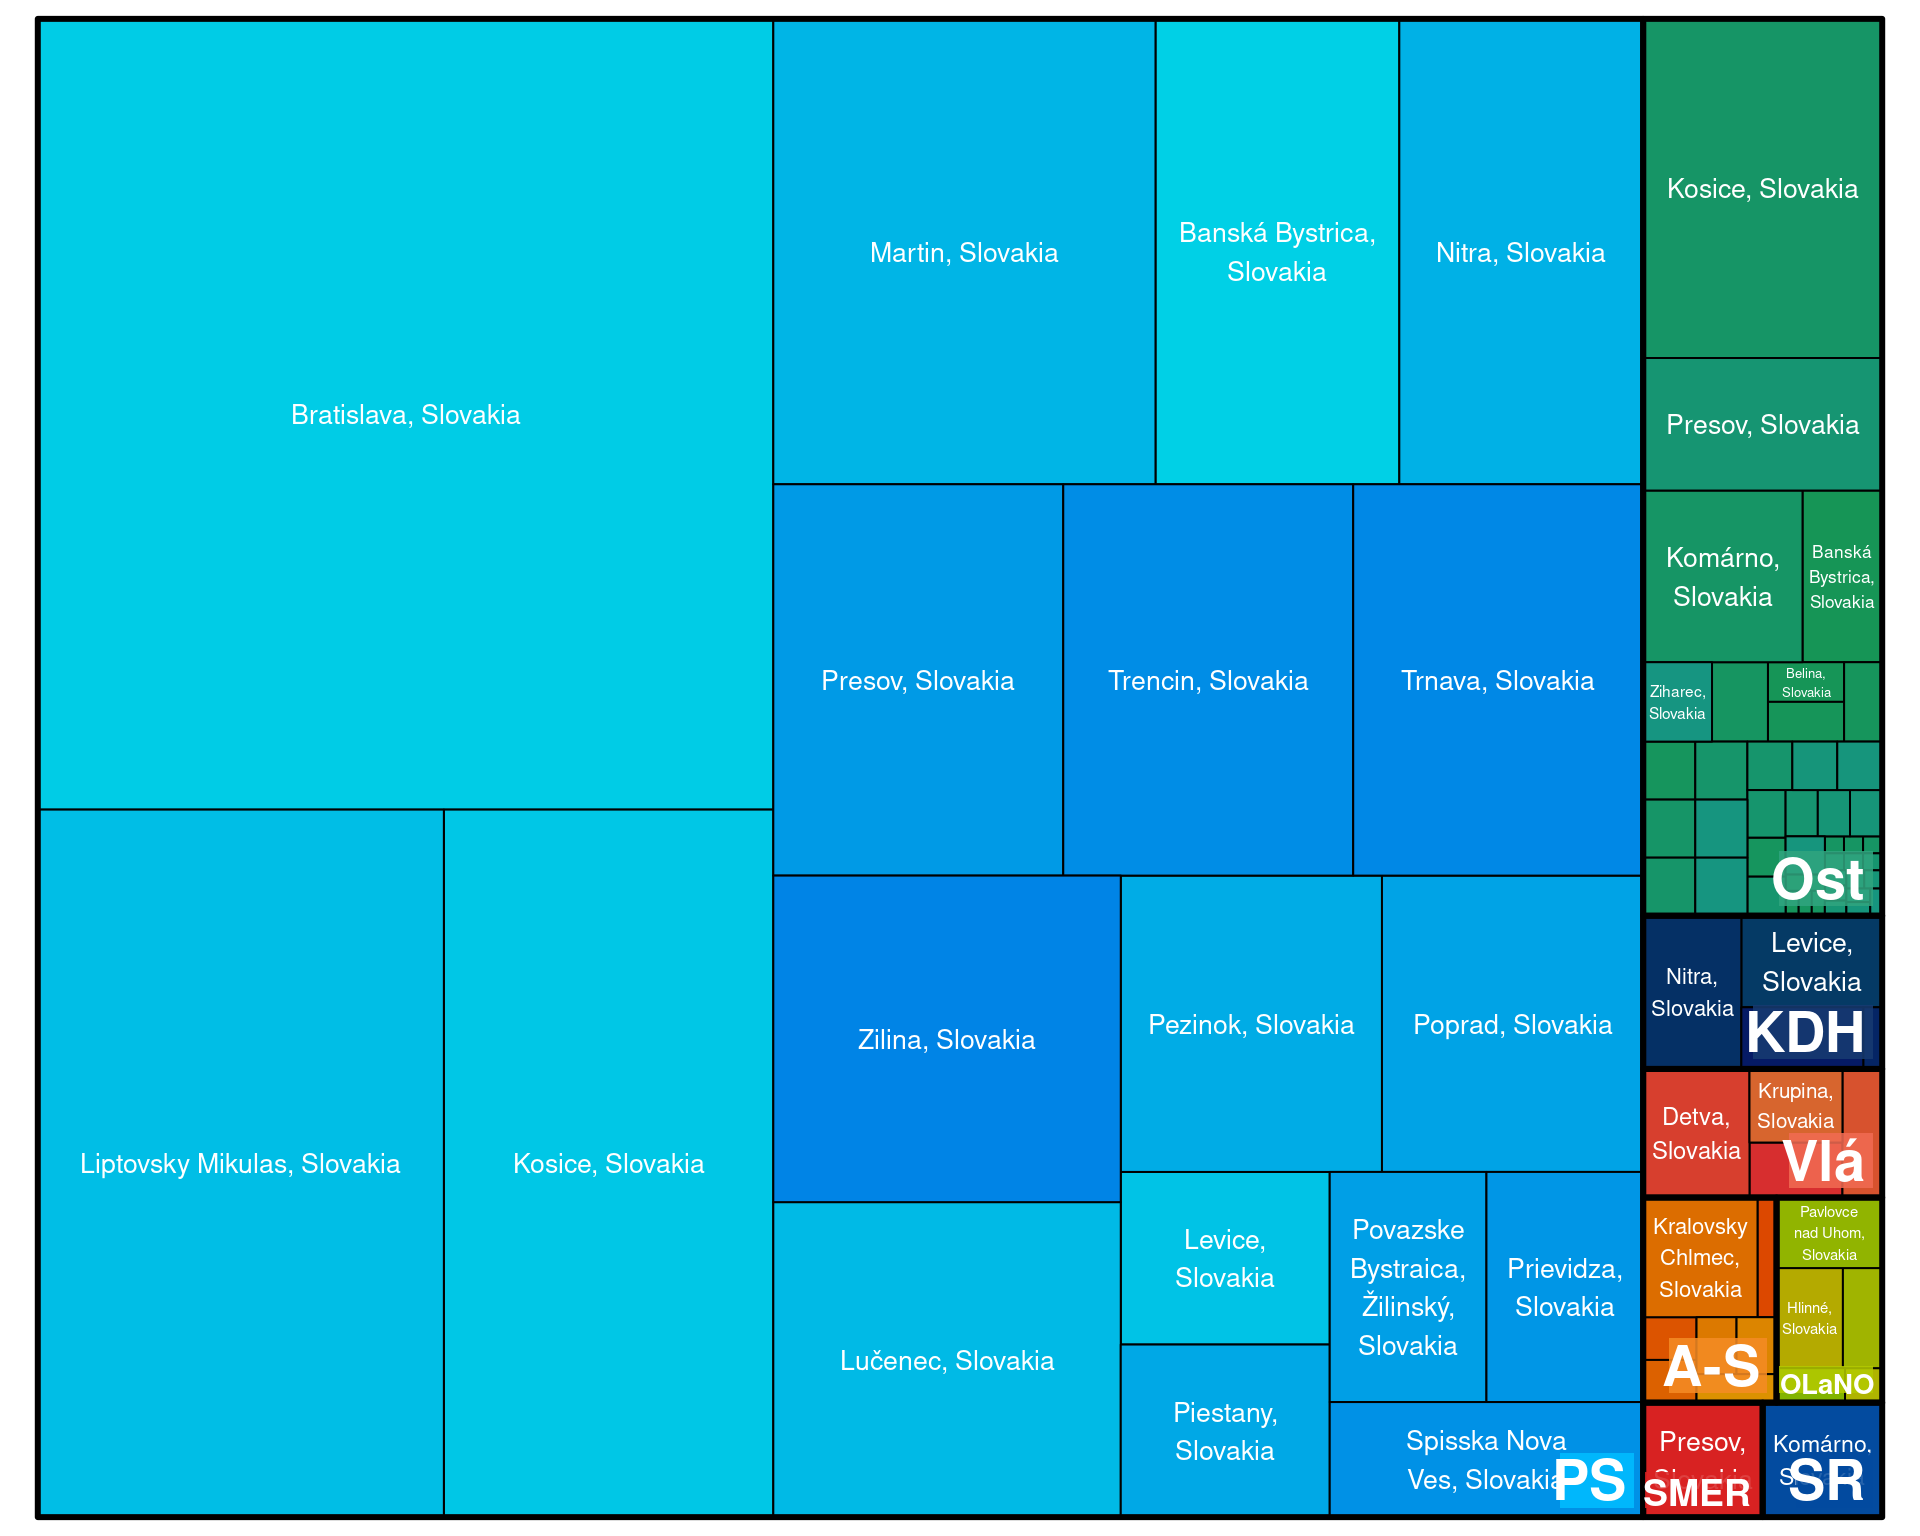 Bratislava, Slovakia
Liptovsky Mikulas, Slovakia
Kosice, Slovakia
Martin, Slovakia
Banská Bystrica,
Slovakia
Nitra, Slovakia
Presov, Slovakia
Trencin, Slovakia
Trnava, Slovakia
Zilina, Slovakia
Lučenec, Slovakia
Pezinok, Slovakia
Poprad, Slovakia
Levice,
Slovakia
Piestany,
Slovakia
Povazske
Bystraica,
Žilinský,
Slovakia
Prievidza,
Slovakia
Spisska Nova
Ves, Slovakia
PS
Kosice, Slovakia
Presov, Slovakia
Komárno,
Slovakia
Banská
Bystrica,
Slovakia
Ziharec,
Slovakia
Belina,
Slovakia
Ost
Nitra,
Slovakia
Levice,
Slovakia
KDH
Detva,
Slovakia
Krupina,
Slovakia
Vlá
Kralovsky
Chlmec,
Slovakia
A-S
Pavlovce
nad Uhom,
Slovakia
Hlinné,
Slovakia
OLaNO
Presov,
Slovakia
SMER
Komárno,
SR